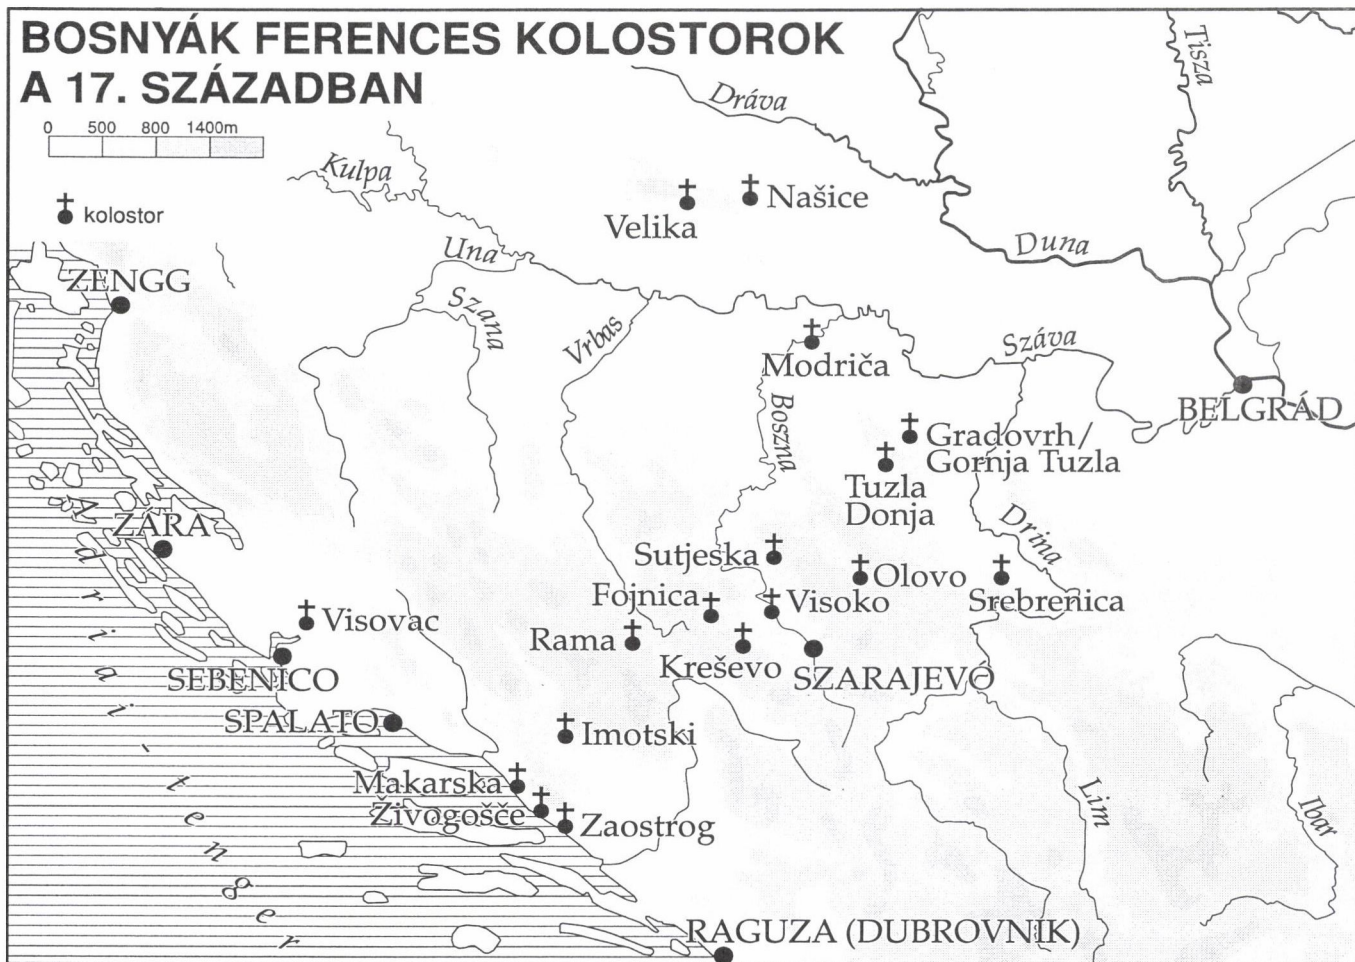 BOSNYÁK FERENCES KOLOSTOROK
A 17. SZÁZADBAN
0 500 800 1400m
kolostor
Tisza
Dráva
Kulpa
Našice
Velika
Una
Duna
ZENGG
Szana
Vrbas
Modriča
Száva
BELGRÁD
Boszna
Gradovrh/
Gornja Tuzla
Tuzla
Donja
Drina
ZÁRA
Adriai-tenger
Sutjeska
Olovo
Srebrenica
Fojnica
Visoko
Visovac
Rama
Kreševo
SZARAJEVÓ
SEBENICO
SPALATO
Imotski
Makarska
Živogošče
Zaostrog
Lim
Ibar
RAGUZA (DUBROVNIK)